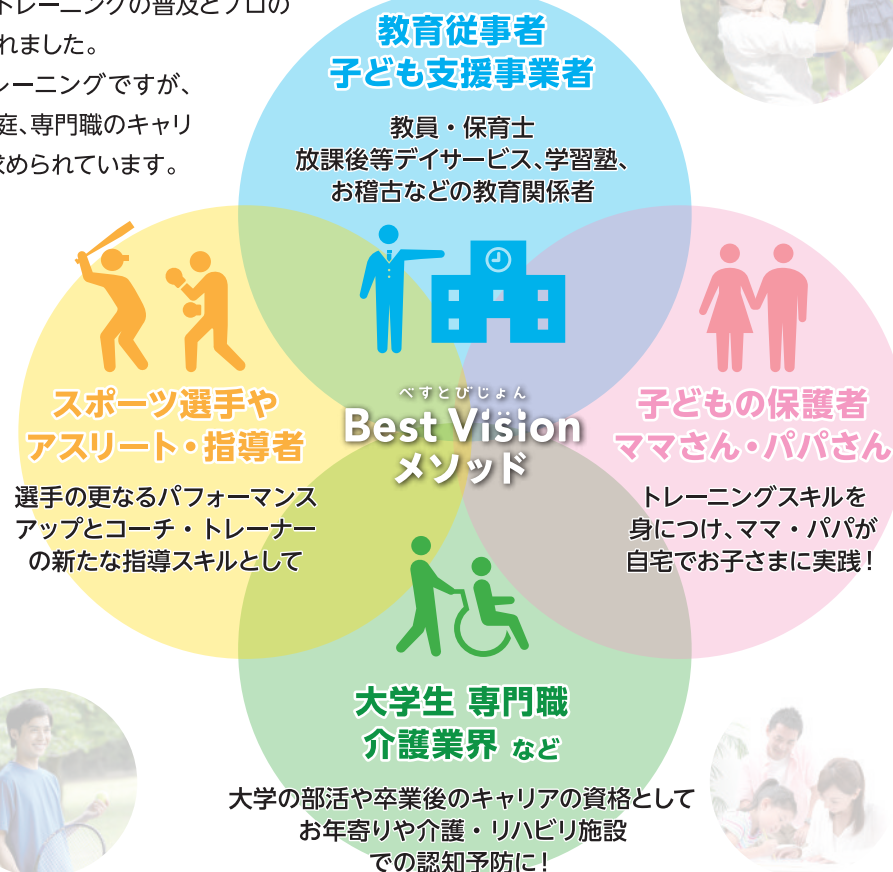 トレーニングの普及とプロの
れました。
レーニングですが、
庭、専門職のキャリ
求められています。
教育従事者
子ども支援事業者
教員・保育士
放課後等デイサービス、学習塾、
お稽古などの教育関係者
スポーツ選手や
アスリート・指導者
選手の更なるパフォーマンス
アップとコーチ・トレーナー
の新たな指導スキルとして
べすとびじょん
Best Vision
メソッド
子どもの保護者
ママさん・パパさん
トレーニングスキルを
身につけ、ママ・パパが
自宅でお子さまに実践！
大学生 専門職
介護業界 など
大学の部活や卒業後のキャリアの資格として
お年寄りや介護・リハビリ施設
での認知予防に！